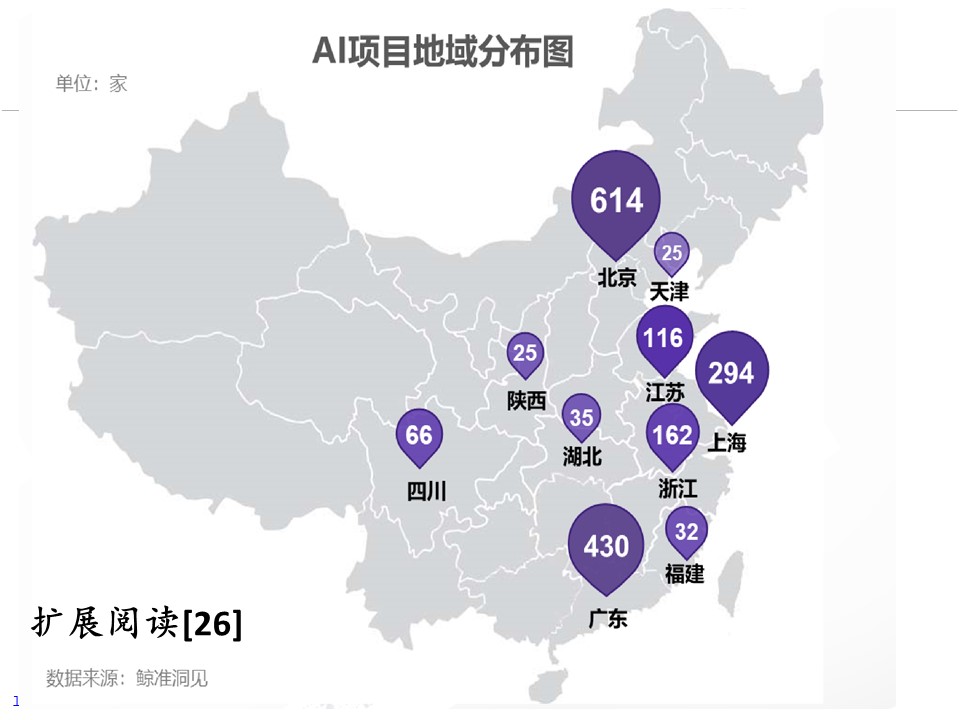 AI项目地域分布图
单位：家
614
北京
25
天津
116
江苏
294
上海
25
陕西
35
湖北
162
浙江
66
四川
430
广东
32
福建
扩展阅读[26]
数据来源：鲸准洞见
1